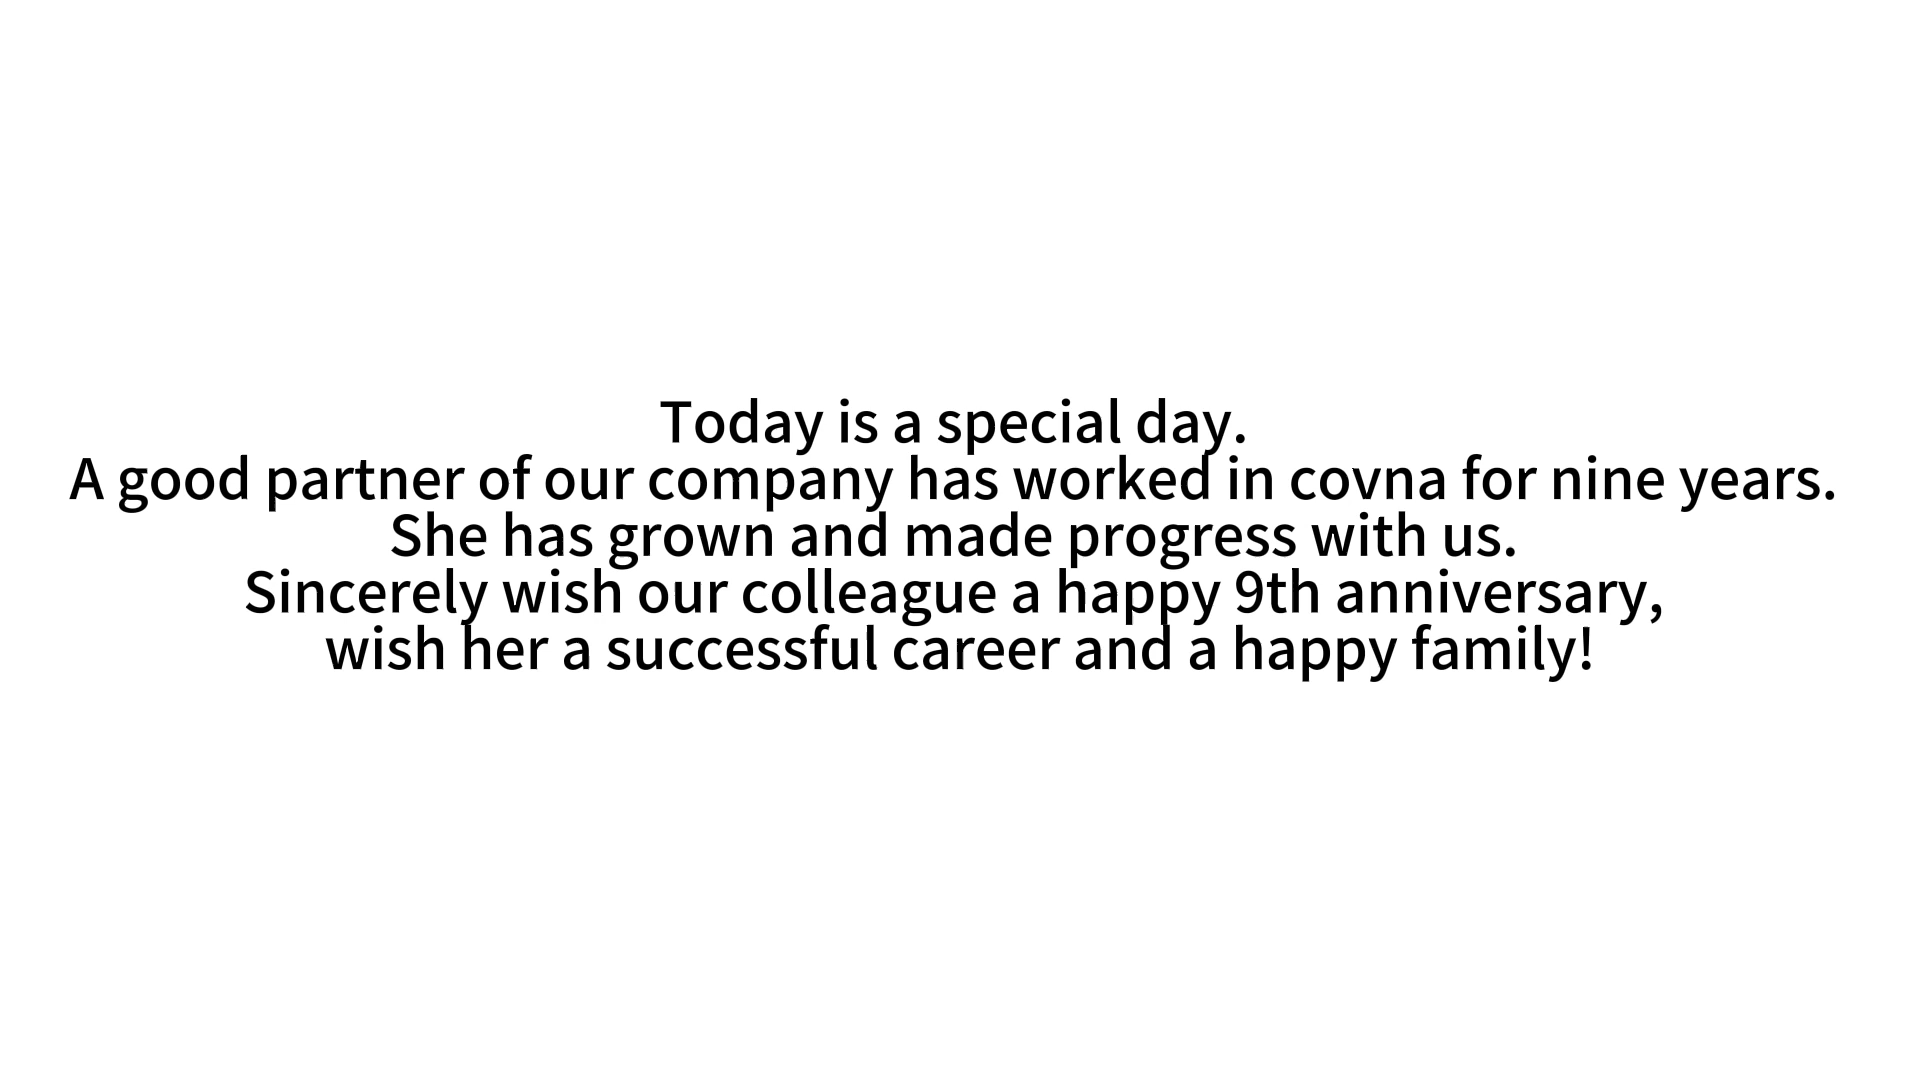 Today is a special day.
A good partner of our company has worked in covna for nine years.
She has grown and made progress with us.
Sincerely wish our colleague a happy 9th anniversary,
wish her a successful career and a happy family!